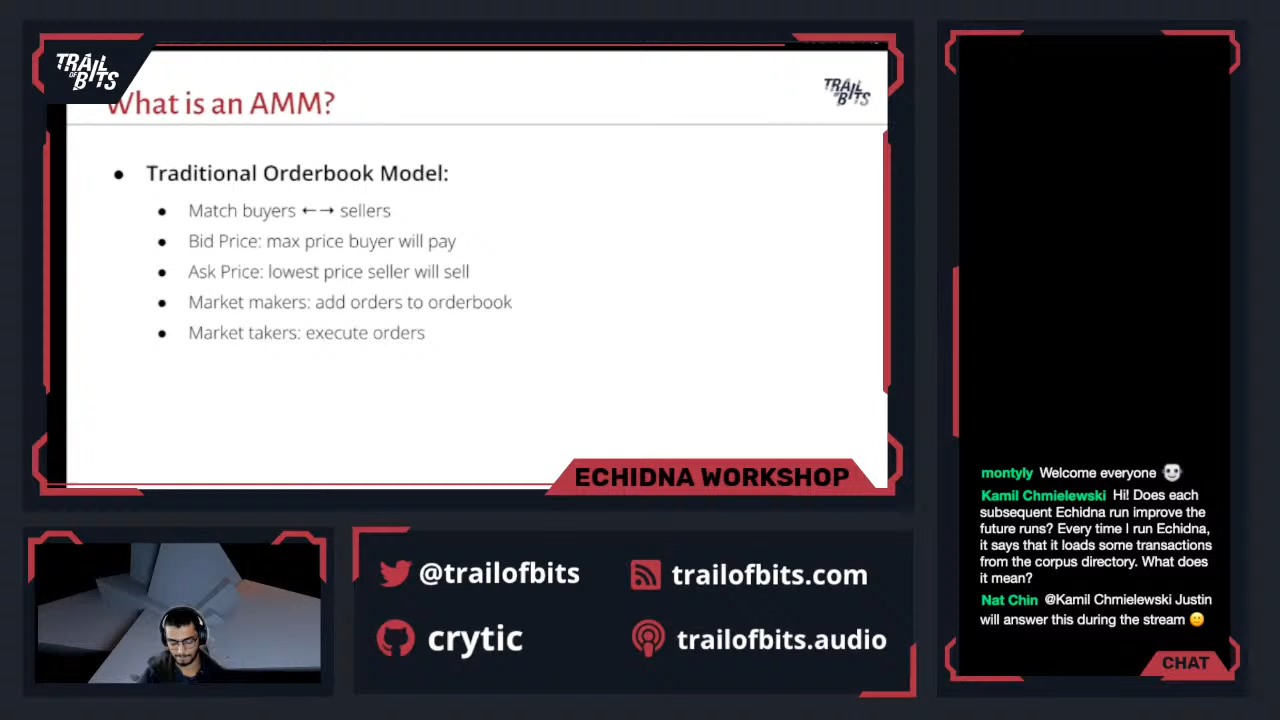 TRAIL
OF
BITS
What is an AMM?
TRAIL
OF
BITS
● Traditional Orderbook Model:
● Match buyers ←→ sellers
● Bid Price: max price buyer will pay
● Ask Price: lowest price seller will sell
● Market makers: add orders to orderbook
● Market takers: execute orders
ECHIDNA WORKSHOP
@trailofbits
trailofbits.com
crytic
trailofbits.audio
montyly Welcome everyone
Kamil Chmielewski Hi! Does each
subsequent Echidna run improve the
future runs? Every time I run Echidna,
it says that it loads some transactions
from the corpus directory. What does
it mean?
Nat Chin @Kamil Chmielewski Justin
will answer this during the stream 🙂
CHAT